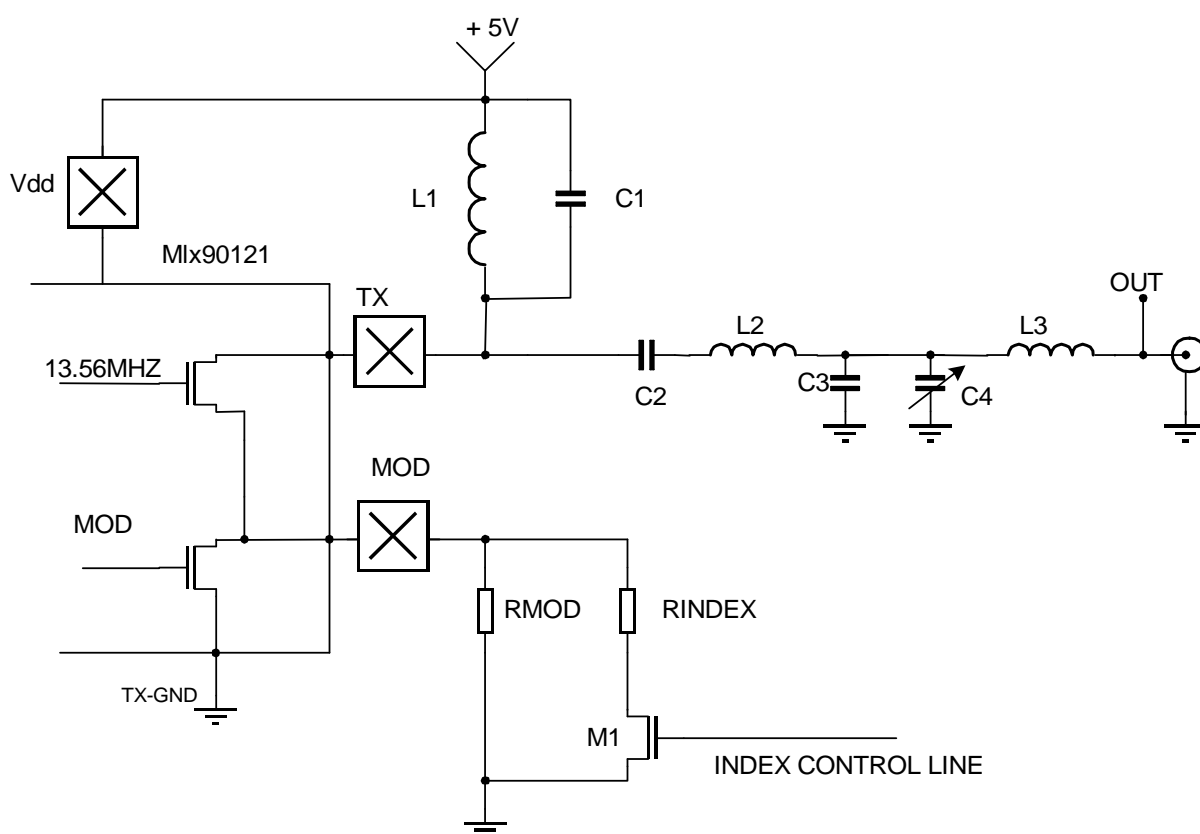 + 5V
Vdd
L1
C1
MIx90121
TX
OUT
L2
L3
13.56MHZ
C2
C3
C4
MOD
MOD
RMOD
RINDEX
TX-GND
M1
INDEX CONTROL LINE